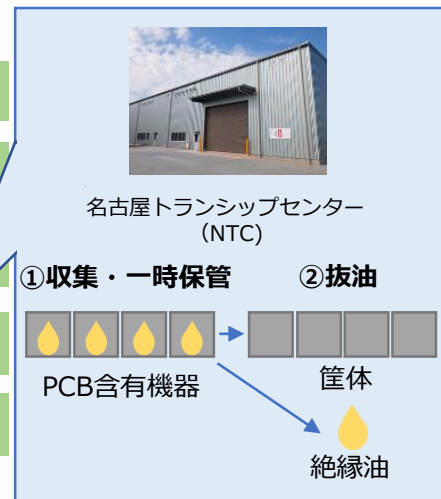 名古屋トランシップセンター
（NTC)
①収集・一時保管
②抜油
PCB含有機器
筐体
絶縁油